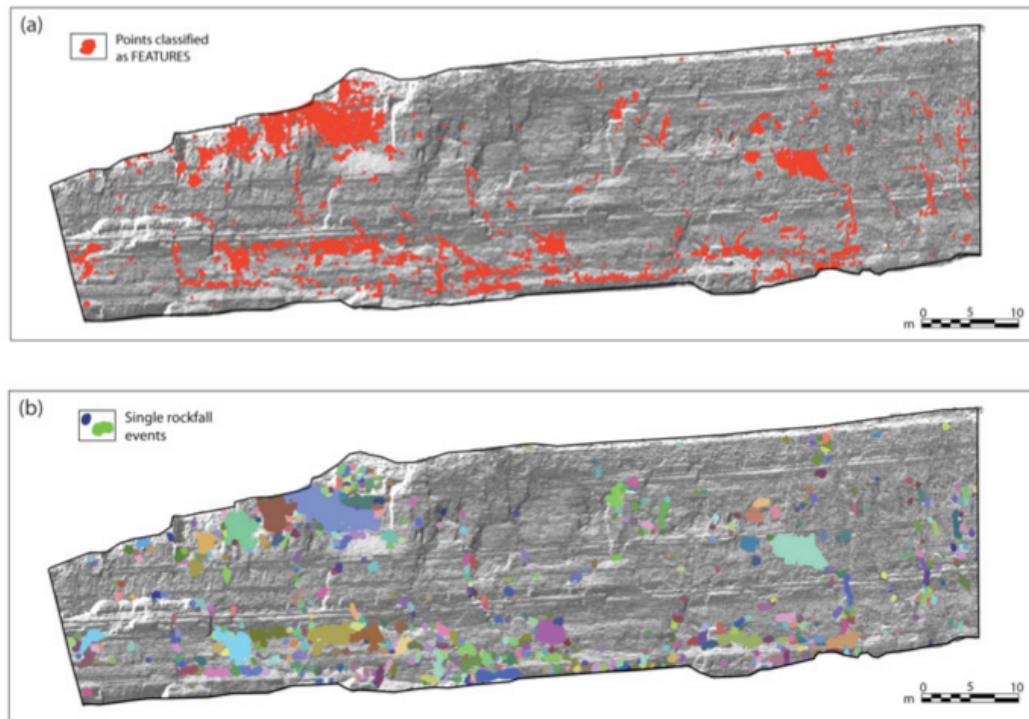 (a)
Points classified
as FEATURES
0 5 10
m
(b)
Single rockfall
events
0 5 10
m